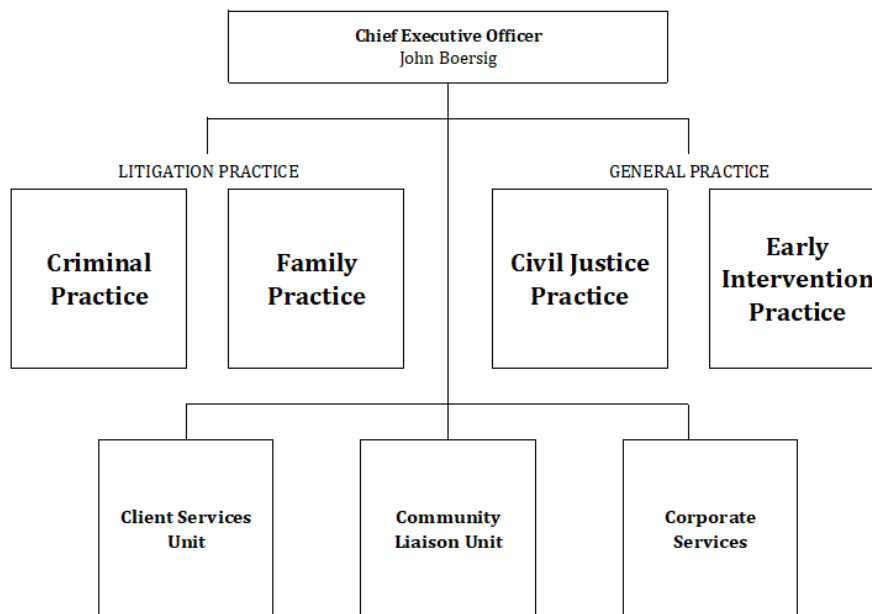 Chief Executive Officer
John Boersig
LITIGATION PRACTICE
GENERAL PRACTICE
Criminal
Practice
Family
Practice
Civil Justice
Practice
Early
Intervention
Practice
Client Services
Unit
Community
Liaison Unit
Corporate
Services